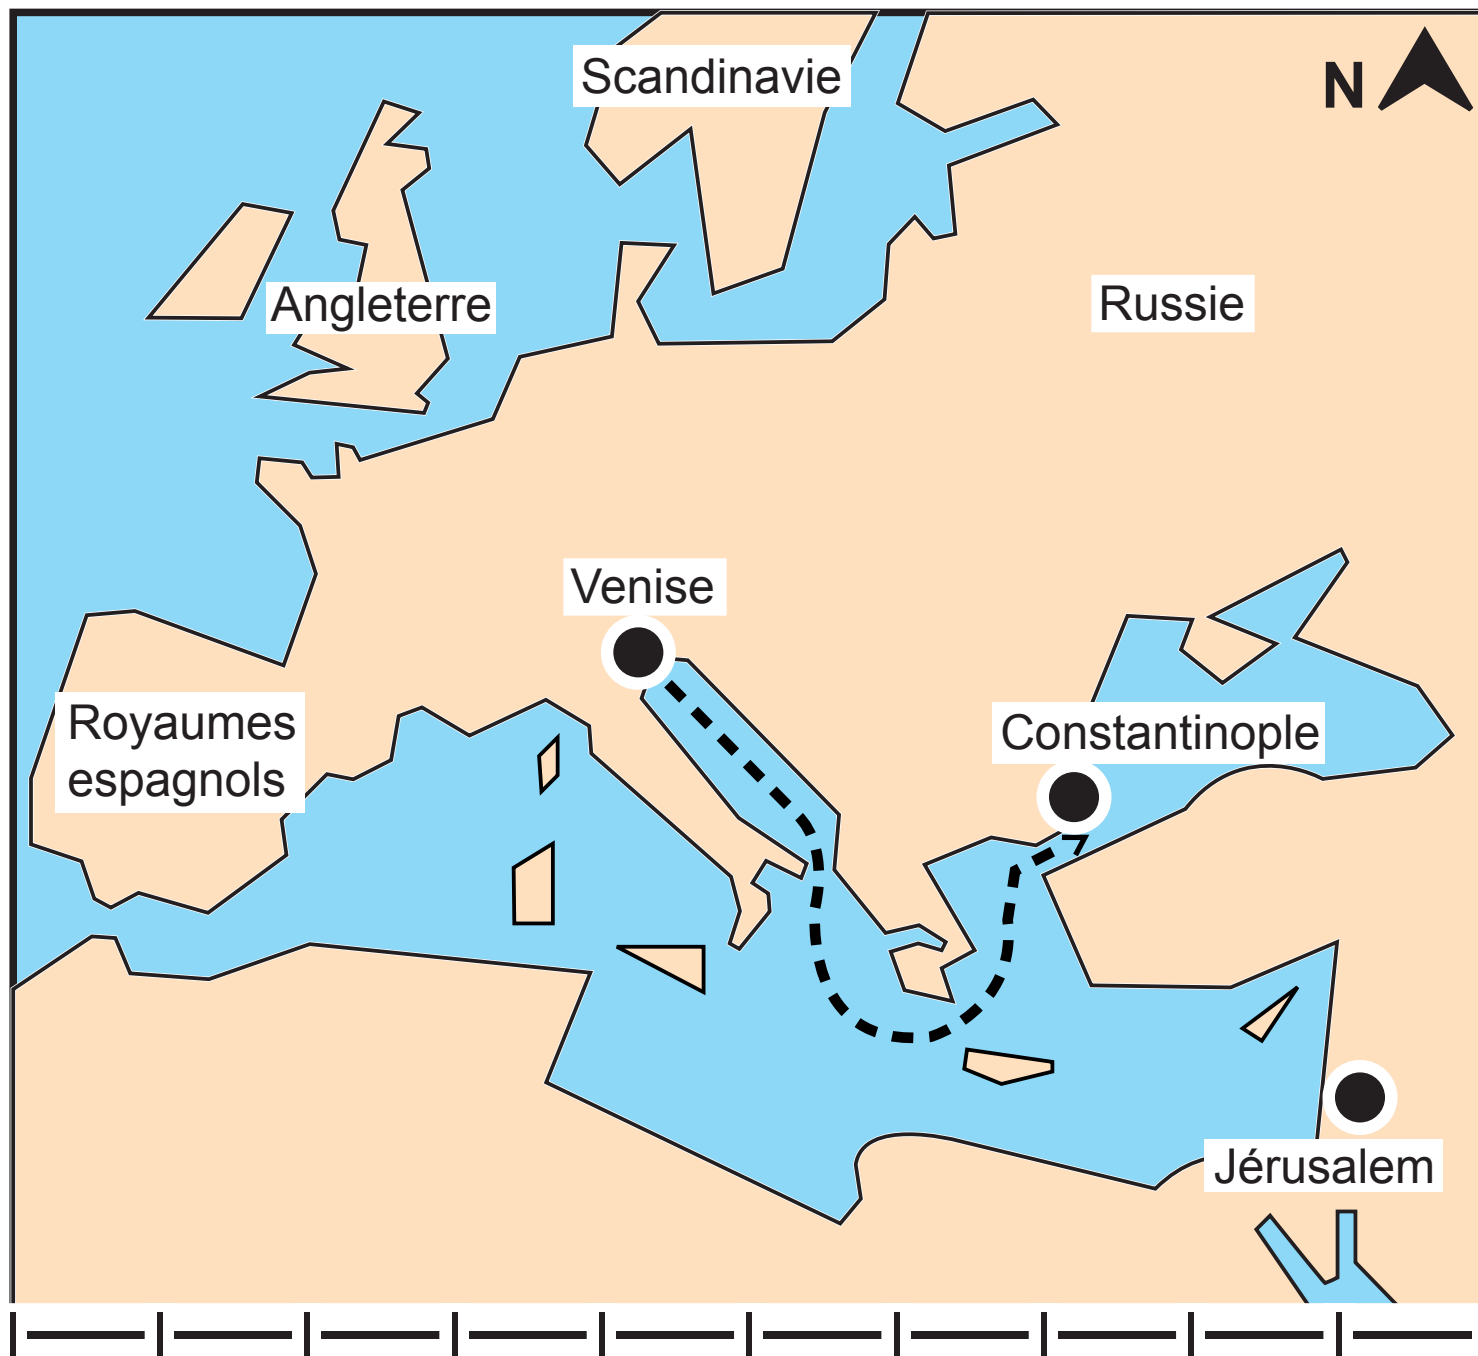 Scandinavie
N
Angleterre
Russie
Venise
Royaumes
espagnols
Constantinople
Jérusalem